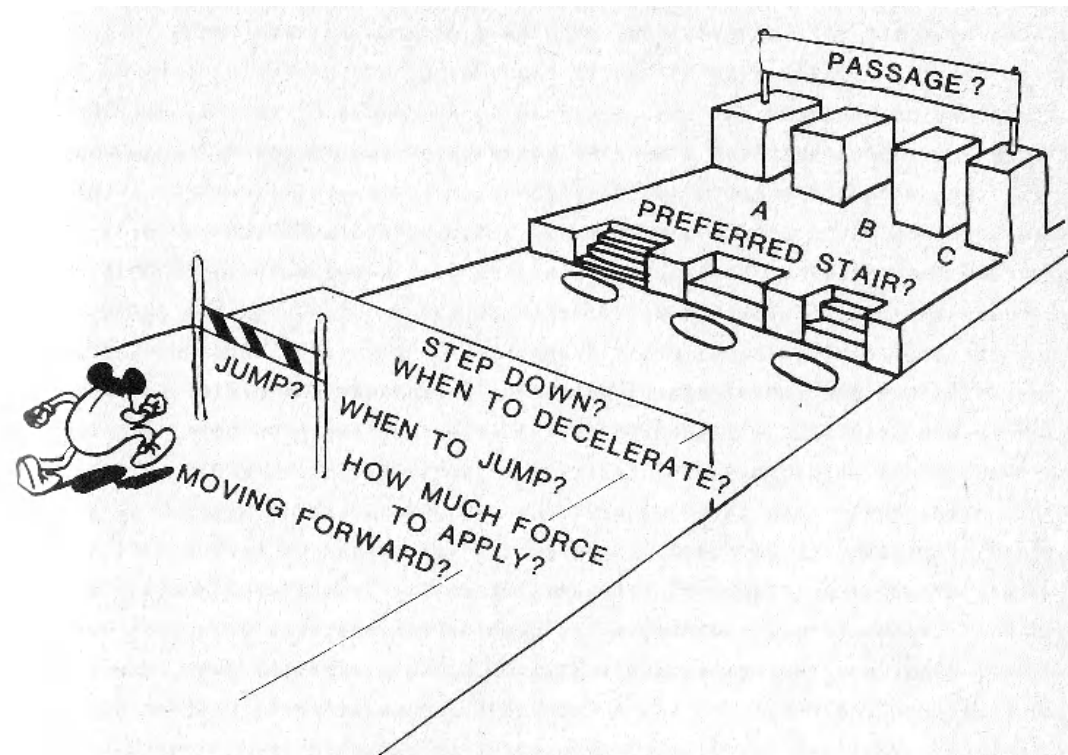 PASSAGE?
PREFERRED STAIR?
A
B
C
JUMP?
STEP DOWN?
WHEN TO DECELERATE?
WHEN TO JUMP?
HOW MUCH FORCE
TO APPLY?
MOVING FORWARD?